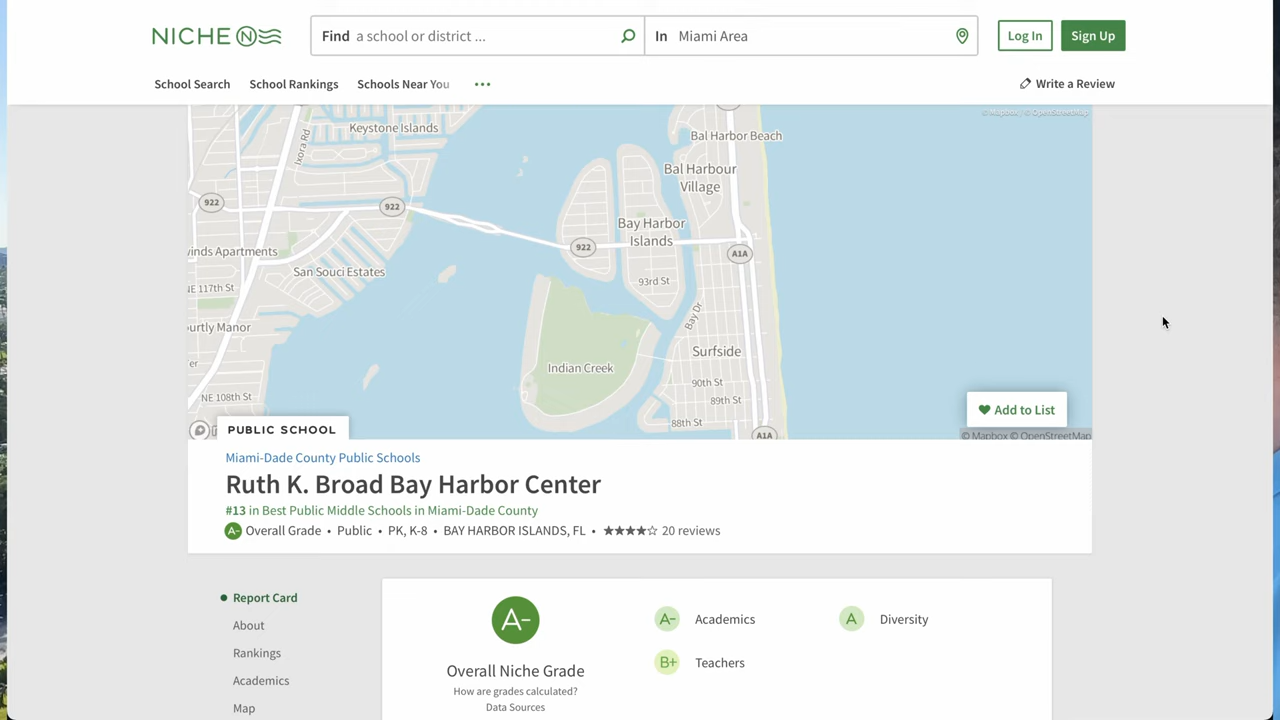 NICHE
Find a school or district ...
In Miami Area
Log In
Sign Up
School Search
School Rankings
Schools Near You
Write a Review
Keystone Islands
Bal Harbor Beach
© Mapbox © OpenStreetMap
Ixora Rd
Bal Harbour
Village
922
922
Bay Harbor
Islands
922
A1A
winds Apartments
San Souci Estates
93rd St
NE 117th St
Bay Dr
ourtly Manor
Surfside
Indian Creek
90th St
NE 108th St
89th St
88th St
A1A
Add to List
© Mapbox © OpenStreetMap
PUBLIC SCHOOL
Miami-Dade County Public Schools
Ruth K. Broad Bay Harbor Center
#13 in Best Public Middle Schools in Miami-Dade County
A- Overall Grade • Public • PK, K-8 • BAY HARBOR ISLANDS, FL • ★★★★☆ 20 reviews
Report Card
About
Rankings
Academics
Map
A-
Overall Niche Grade
How are grades calculated?
Data Sources
A- Academics
A Diversity
B+ Teachers